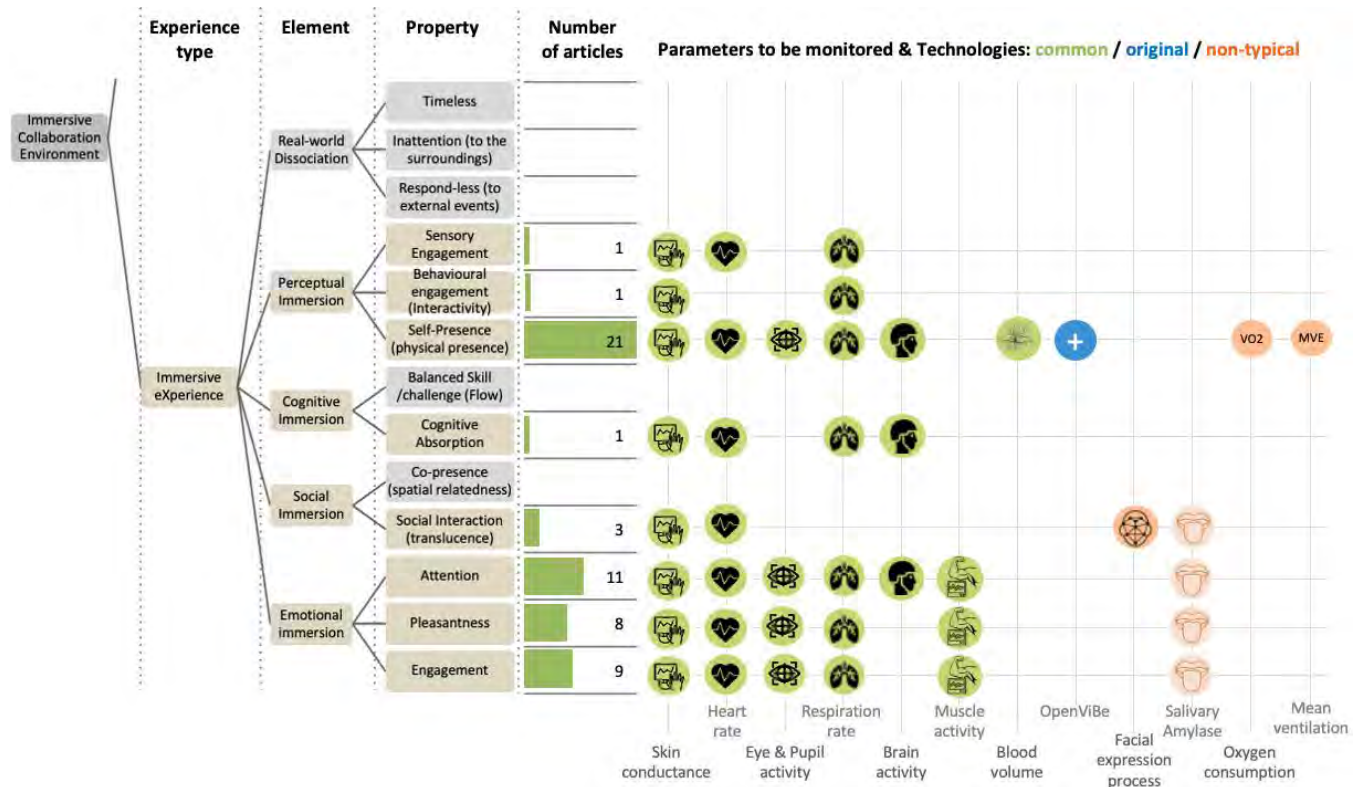 Experience
type
Element
Property
Number
of articles
Parameters to be monitored & Technologies: common / original / non-typical
Immersive
Collaboration
Environment
Immersive
eXperience
Real-world
Dissociation
Timeless
Inattention (to the
surroundings)
Respond-less (to
external events)
Perceptual
Immersion
Sensory
Engagement
1
Behavioural
engagement
(Interactivity)
1
Self-Presence
(physical presence)
21
+
VO2
MVE
Cognitive
Immersion
Balanced Skill
/challenge (Flow)
Cognitive
Absorption
1
Social
Immersion
Co-presence
(spatial relatedness)
Social Interaction
(translucence)
3
Emotional
immersion
Attention
11
Pleasantness
8
Engagement
9
Skin
conductance
Heart
rate
Eye & Pupil
activity
Respiration
rate
Brain
activity
Muscle
activity
Blood
volume
OpenViBe
Facial
expression
process
Salivary
Amylase
Oxygen
consumption
Mean
ventilation